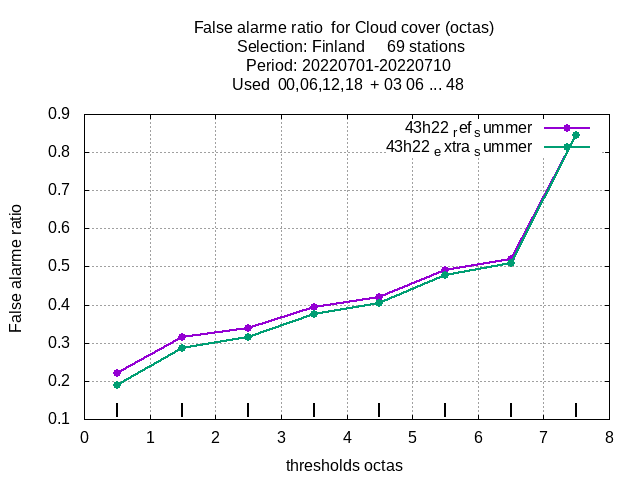 False alarme ratio  for Cloud cover (octas)
Selection: Finland     69 stations
Period: 20220701-20220710
Used  00,06,12,18  + 03 06 ... 48
43h22 ref summer
43h22 extra summer
False alarme ratio
0.9
0.8
0.7
0.6
0.5
0.4
0.3
0.2
0.1
0 1 2 3 4 5 6 7 8
thresholds octas